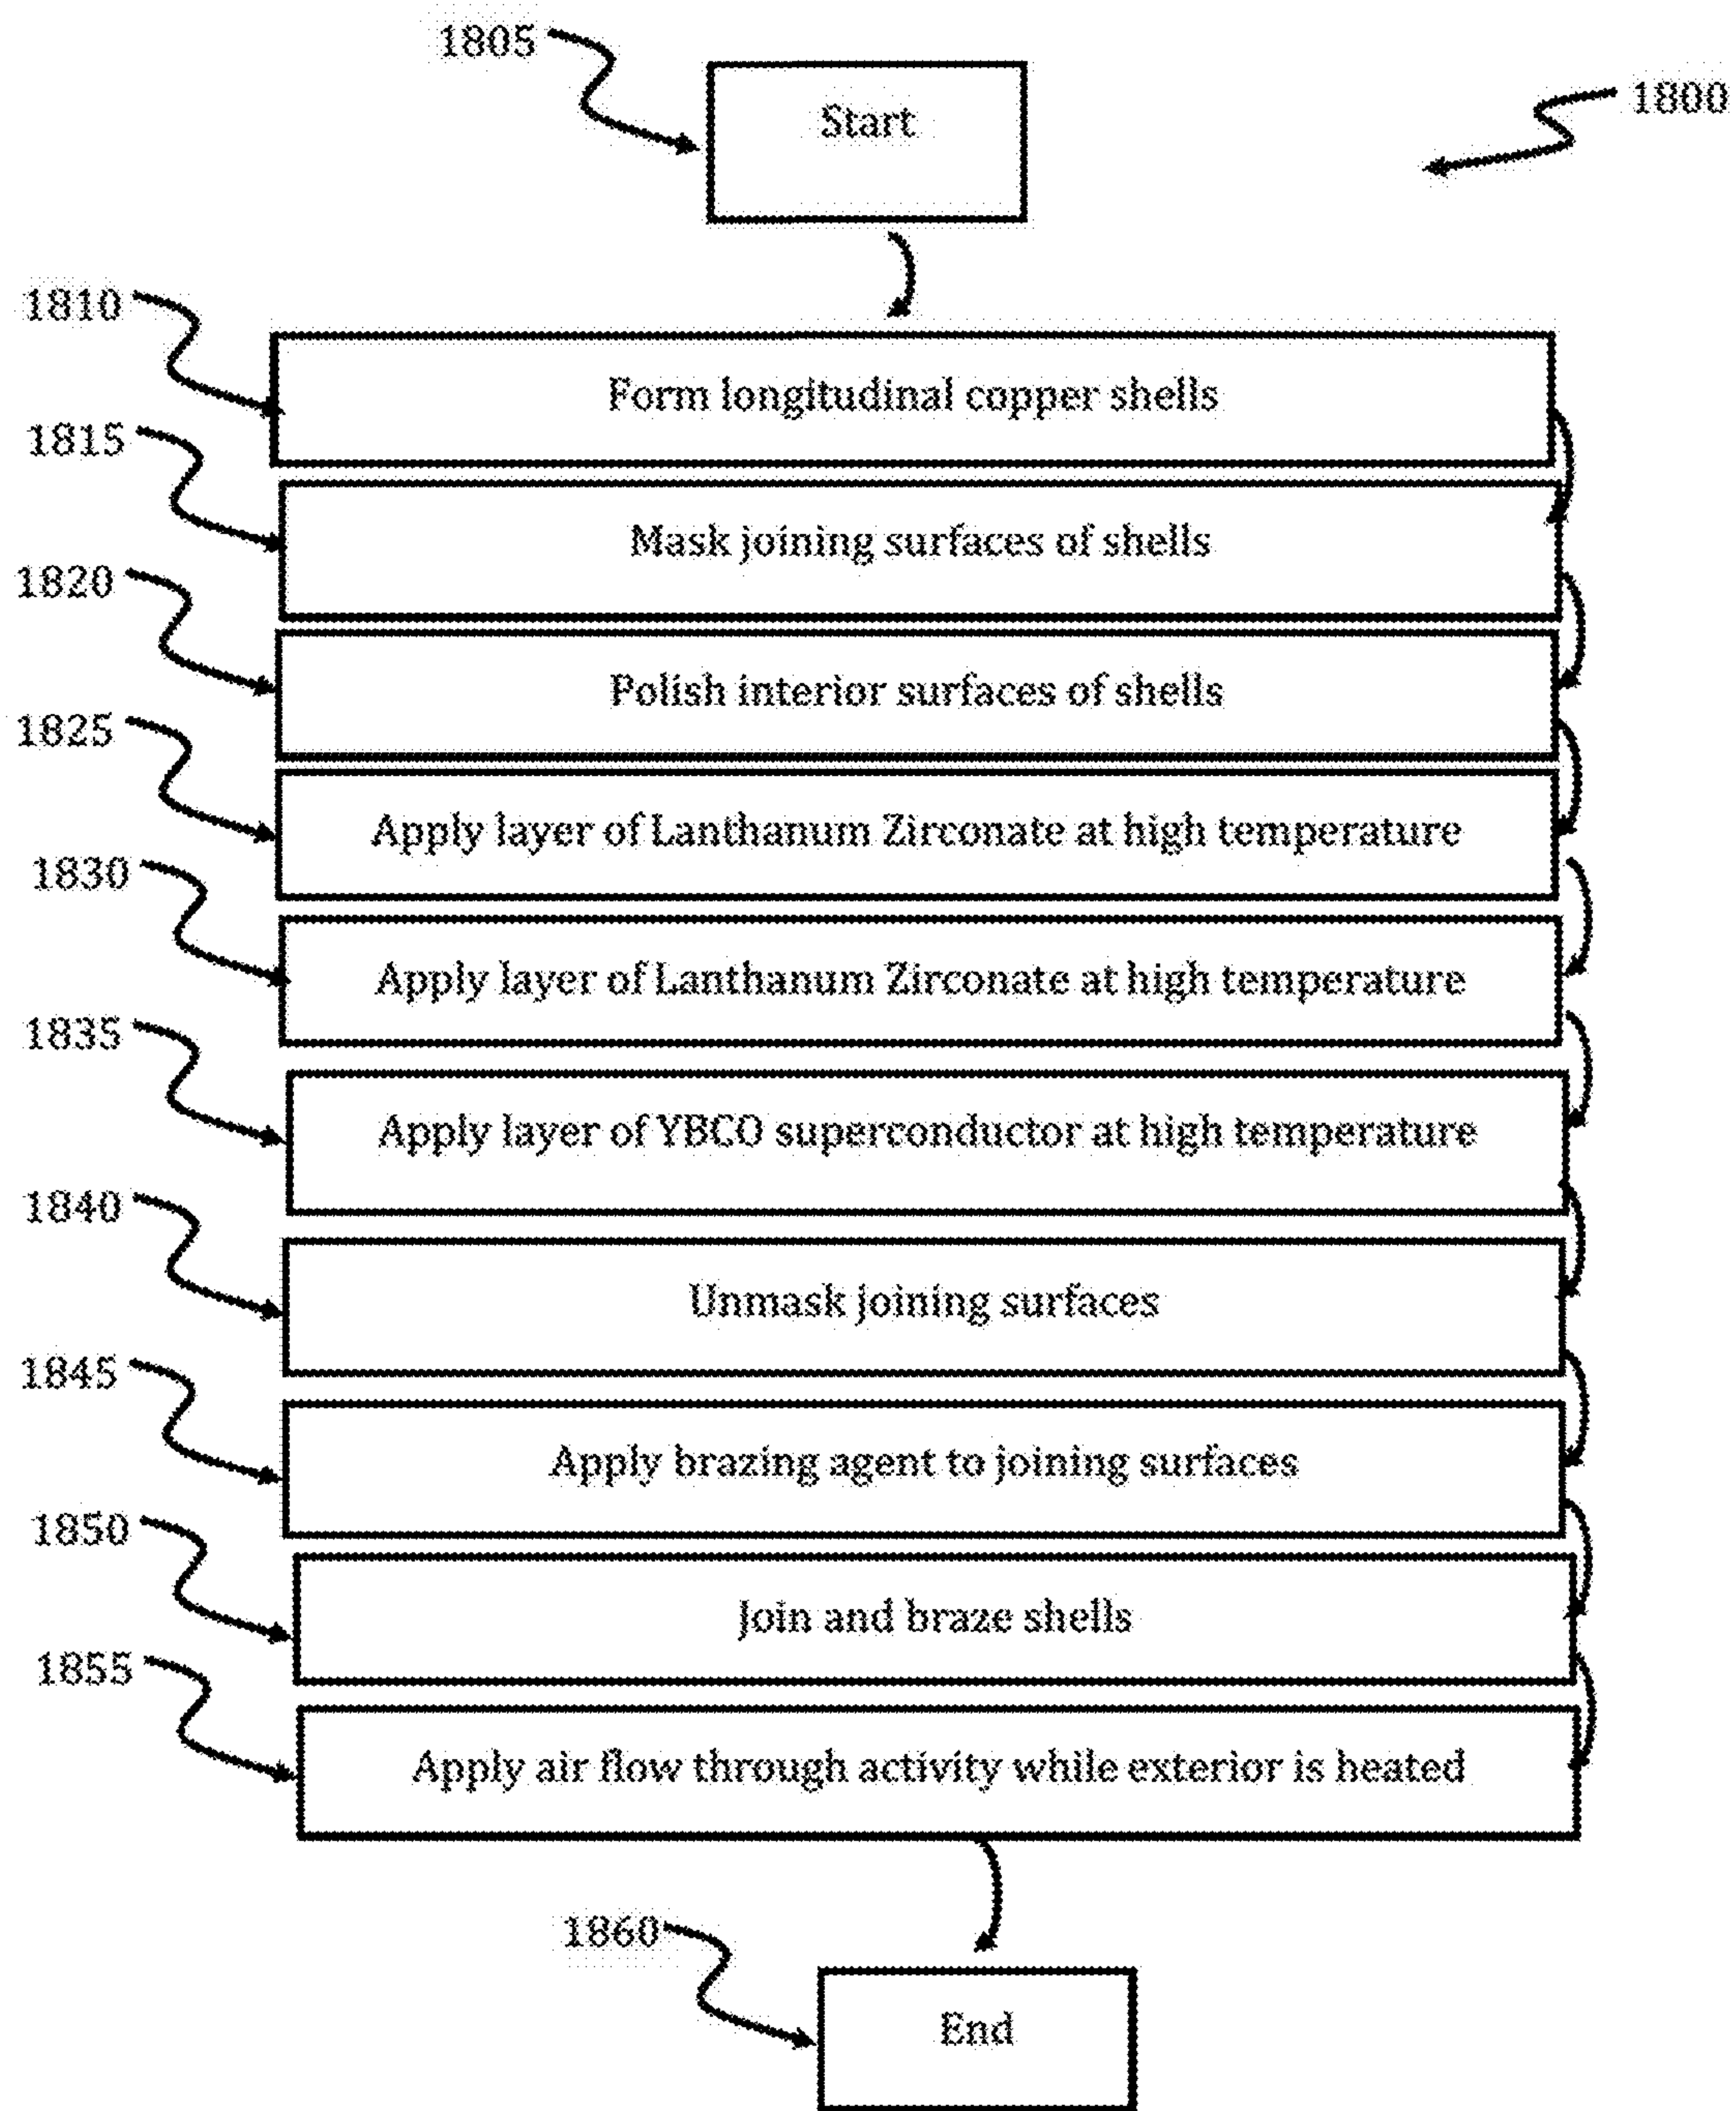 1805
Start
1800
1810
Form longitudinal copper shells
1815
Mask joining surfaces of shells
1820
Polish interior surfaces of shells
1825
Apply layer of Lanthanum Zirconate at high temperature
1830
Apply layer of Lanthanum Zirconate at high temperature
1835
Apply layer of YBCO superconductor at high temperature
1840
Unmask joining surfaces
1845
Apply brazing agent to joining surfaces
1850
Join and braze shells
1855
Apply air flow through activity while exterior is heated
1860
End